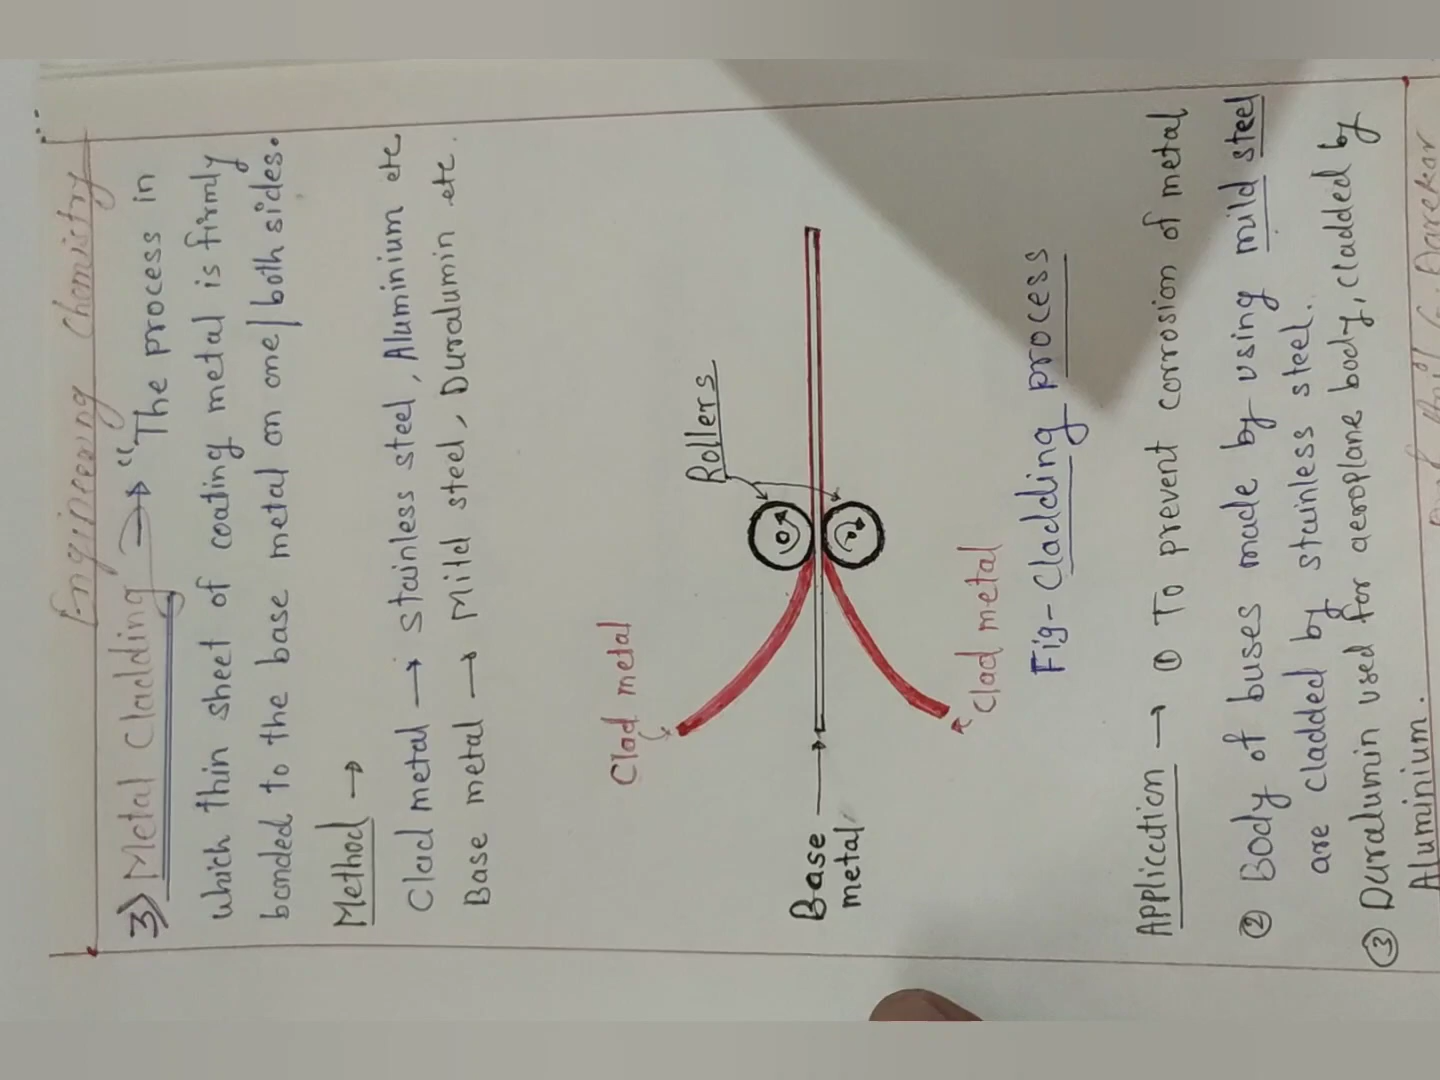 Engineering Chemistry
3) Metal Cladding → "The process in
which thin sheet of coating metal is firmly
bonded to the base metal on one/both sides.
Method →
Clad metal → stainless steel, Aluminium etc
Base metal → Mild steel, Duralumin etc.
Clad metal
Rollers
Base
metal
Clad metal
Fig-Cladding process
Application → ① To prevent corrosion of metal
② Body of buses made by using mild steel
are cladded by stainless steel.
③ Duralumin used for aeroplane body, cladded by
Aluminium.
Darekar